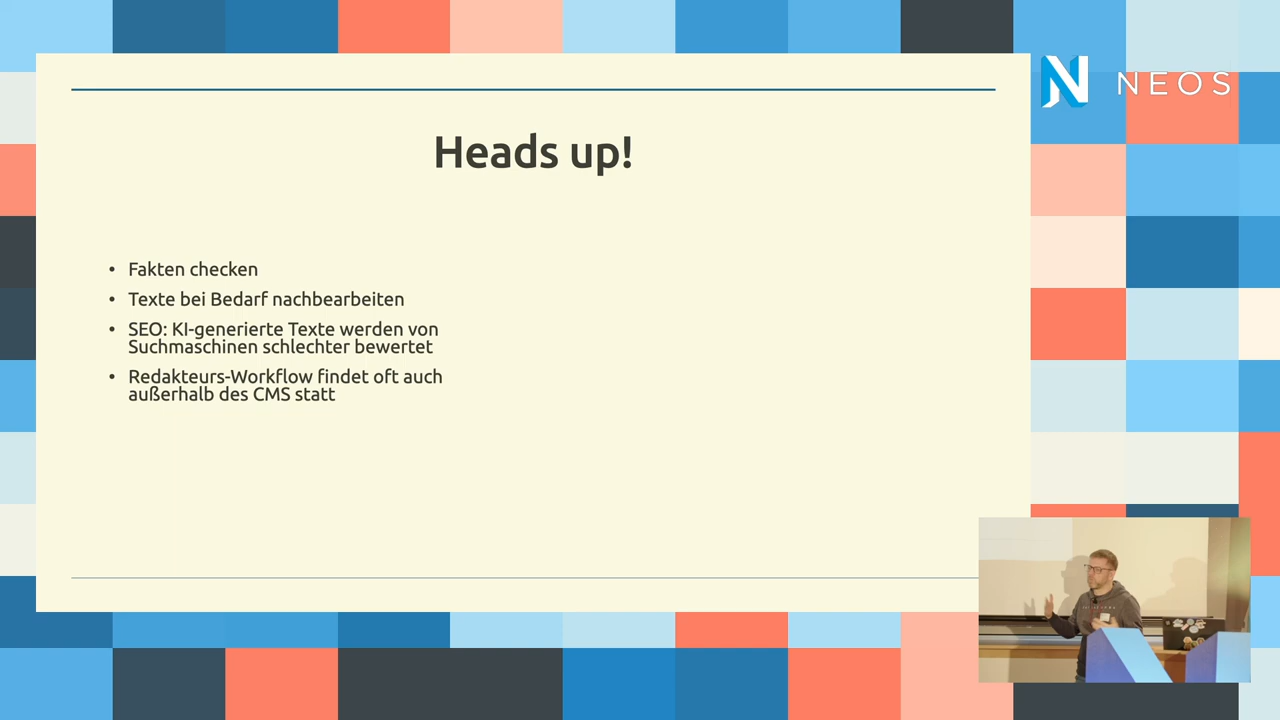 NEOS
Heads up!
• Fakten checken
• Texte bei Bedarf nachbearbeiten
• SEO: KI-generierte Texte werden von
Suchmaschinen schlechter bewertet
• Redakteurs-Workflow findet oft auch
außerhalb des CMS statt